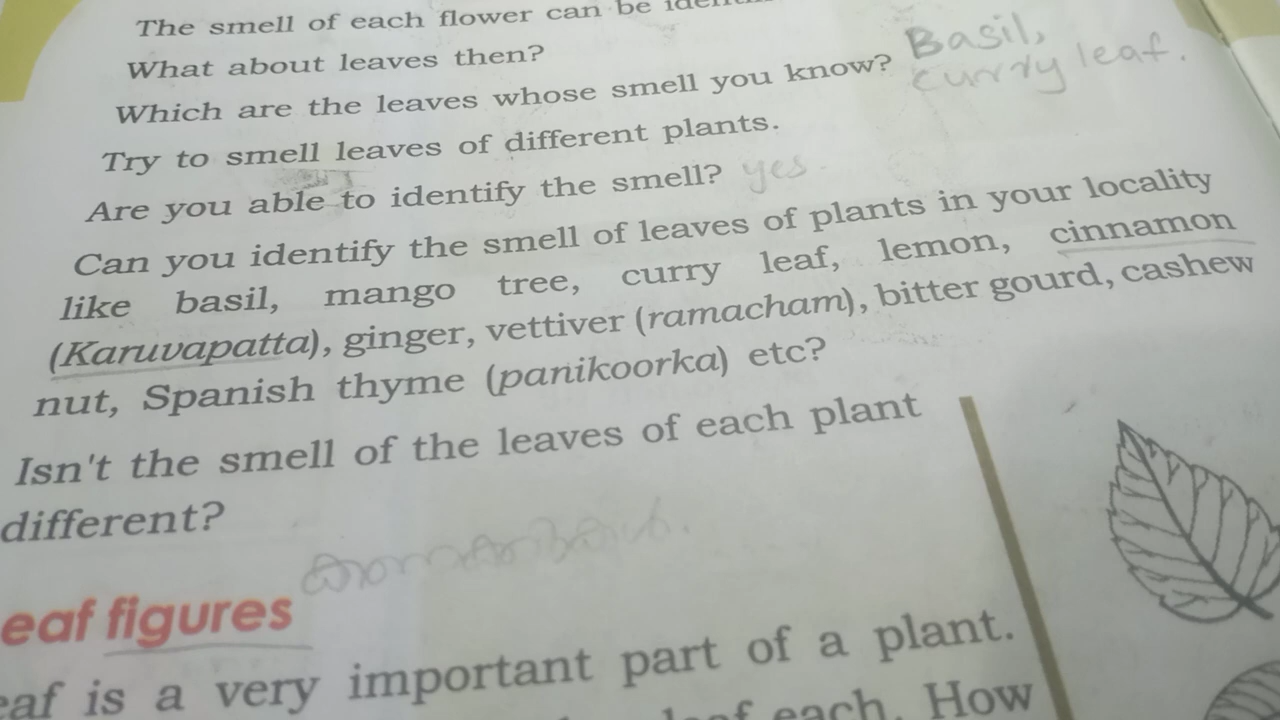 The smell of each flower can be
What about leaves then?
Which are the leaves whose smell you know? Basil,
curry leaf.
Try to smell leaves of different plants.
Are you able to identify the smell? yes
Can you identify the smell of leaves of plants in your locality
like basil, mango tree, curry leaf, lemon, cinnamon
(Karuvapatta), ginger, vettiver (ramacham), bitter gourd, cashew
nut, Spanish thyme (panikoorka) etc?
Isn't the smell of the leaves of each plant
different?
eaf figures
eaf is a very important part of a plant.
leaf each. How